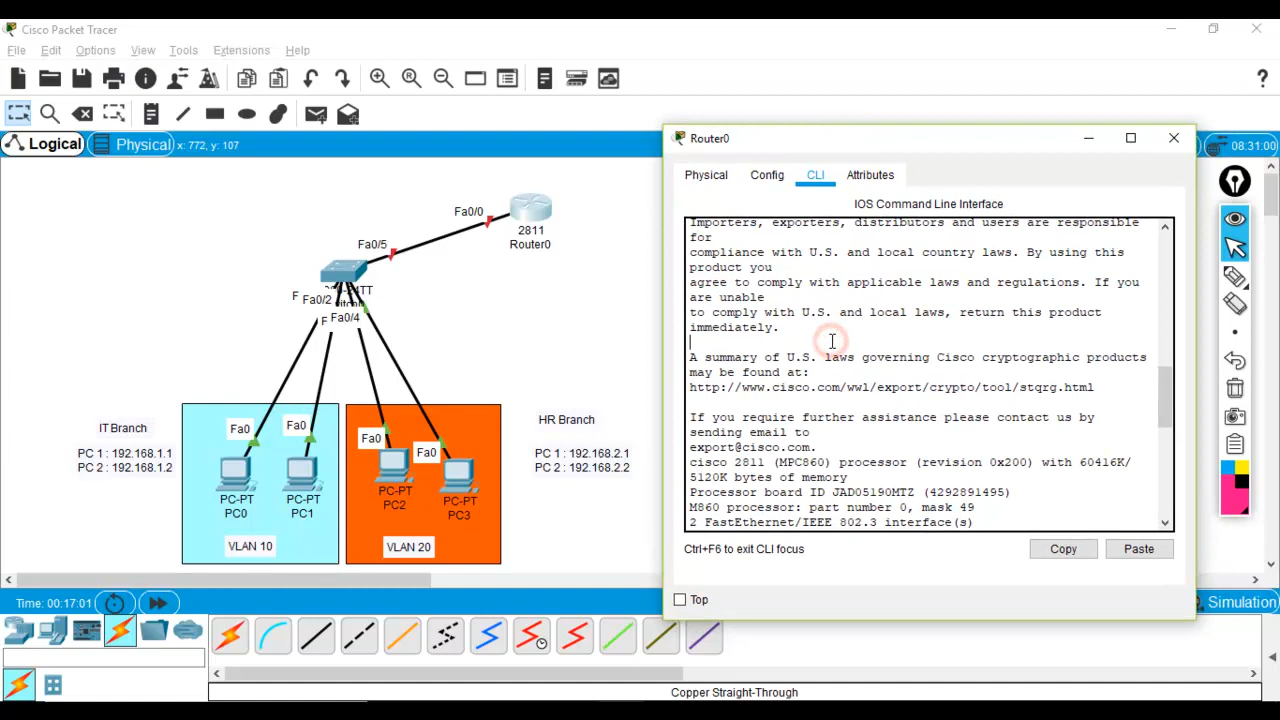 Cisco Packet Tracer
File Edit Options View Tools Extensions Help
?
Logical
Physical
x: 772, y: 107
08:31:00
Fa0/0
2811
Router0
Fa0/5
F Fa0/2
F Fa0/4
IT Branch
PC 1 : 192.168.1.1
PC 2 : 192.168.1.2
Fa0
Fa0
Fa0
Fa0
HR Branch
PC 1 : 192.168.2.1
PC 2 : 192.168.2.2
PC-PT
PC0
PC-PT
PC1
PC-PT
PC2
PC-PT
PC3
VLAN 10
VLAN 20
Router0
Physical Config CLI Attributes
IOS Command Line Interface
Importers, exporters, distributors and users are responsible
for
compliance with U.S. and local country laws. By using this
product you
agree to comply with applicable laws and regulations. If you
are unable
to comply with U.S. and local laws, return this product
immediately.
A summary of U.S. laws governing Cisco cryptographic products
may be found at:
http://www.cisco.com/wwl/export/crypto/tool/stqrg.html
If you require further assistance please contact us by
sending email to
export@cisco.com.
cisco 2811 (MPC860) processor (revision 0x200) with 60416K/
5120K bytes of memory
Processor board ID JAD05190MTZ (4292891495)
M860 processor: part number 0, mask 49
2 FastEthernet/IEEE 802.3 interface(s)
Ctrl+F6 to exit CLI focus
Copy
Paste
Top
Time: 00:17:01
Simulation
Copper Straight-Through